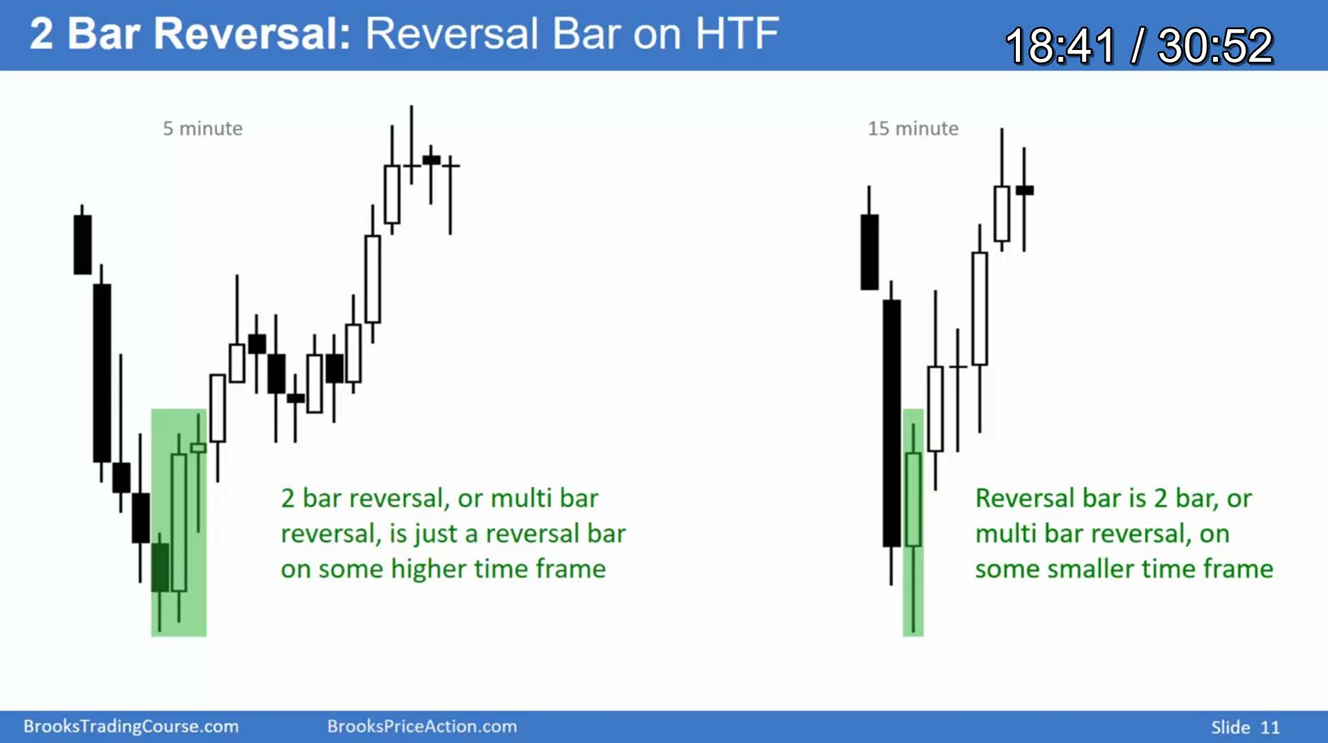 2 Bar Reversal: Reversal Bar on HTF
18:41 / 30:52
5 minute
15 minute
2 bar reversal, or multi bar
reversal, is just a reversal bar
on some higher time frame
Reversal bar is 2 bar, or
multi bar reversal, on
some smaller time frame
BrooksTradingCourse.com
BrooksPriceAction.com
Slide 11